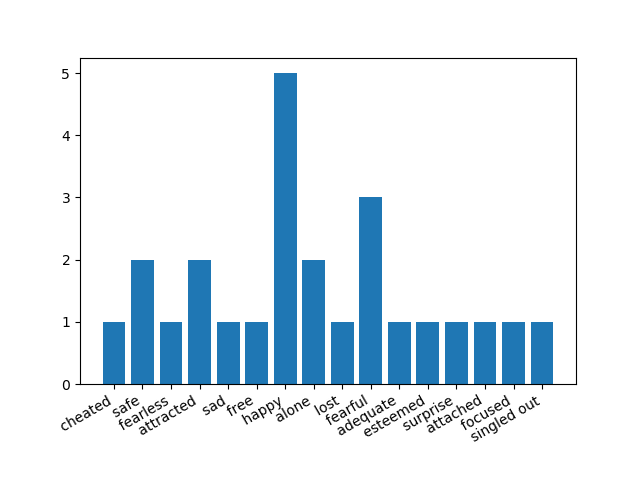 5
4
3
2
1
0
cheated
safe
fearless
attracted
sad
free
happy
alone
lost
fearful
adequate
esteemed
surprise
attached
focused
singled out